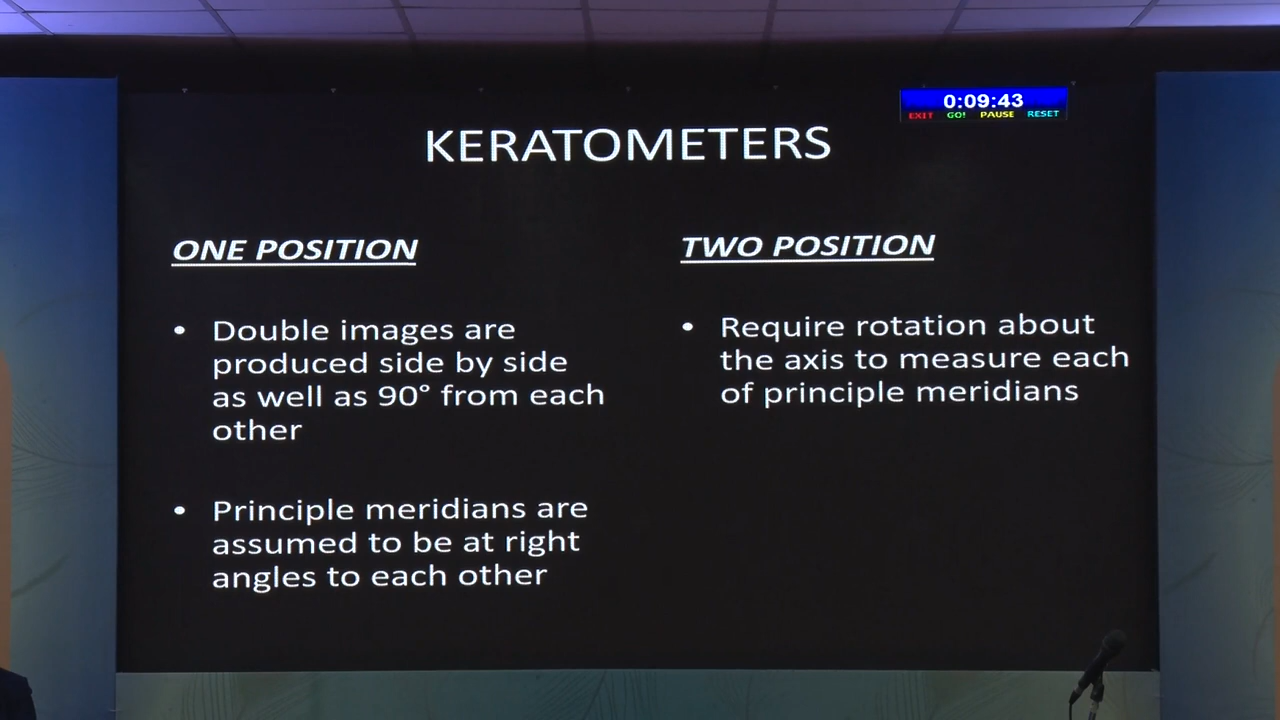 0:09:43
EXIT GO! PAUSE RESET
KERATOMETERS
ONE POSITION
• Double images are
produced side by side
as well as 90° from each
other
• Principle meridians are
assumed to be at right
angles to each other
TWO POSITION
• Require rotation about
the axis to measure each
of principle meridians